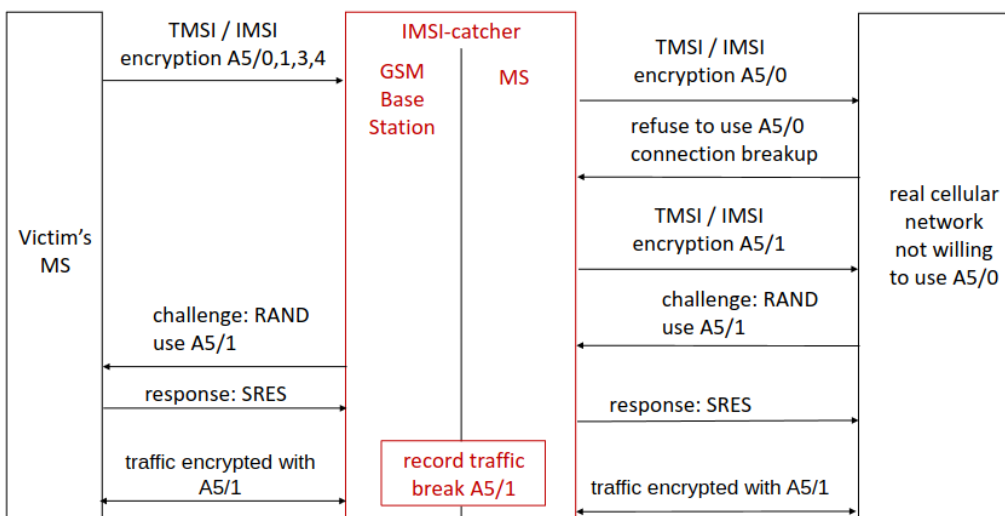 Victim's
MS
TMSI / IMSI
encryption A5/0,1,3,4
challenge: RAND
use A5/1
response: SRES
traffic encrypted with
A5/1
IMSI-catcher
GSM
Base
Station
MS
record traffic
break A5/1
TMSI / IMSI
encryption A5/0
refuse to use A5/0
connection breakup
TMSI / IMSI
encryption A5/1
challenge: RAND
use A5/1
response: SRES
traffic encrypted with A5/1
real cellular
network
not willing
to use A5/0